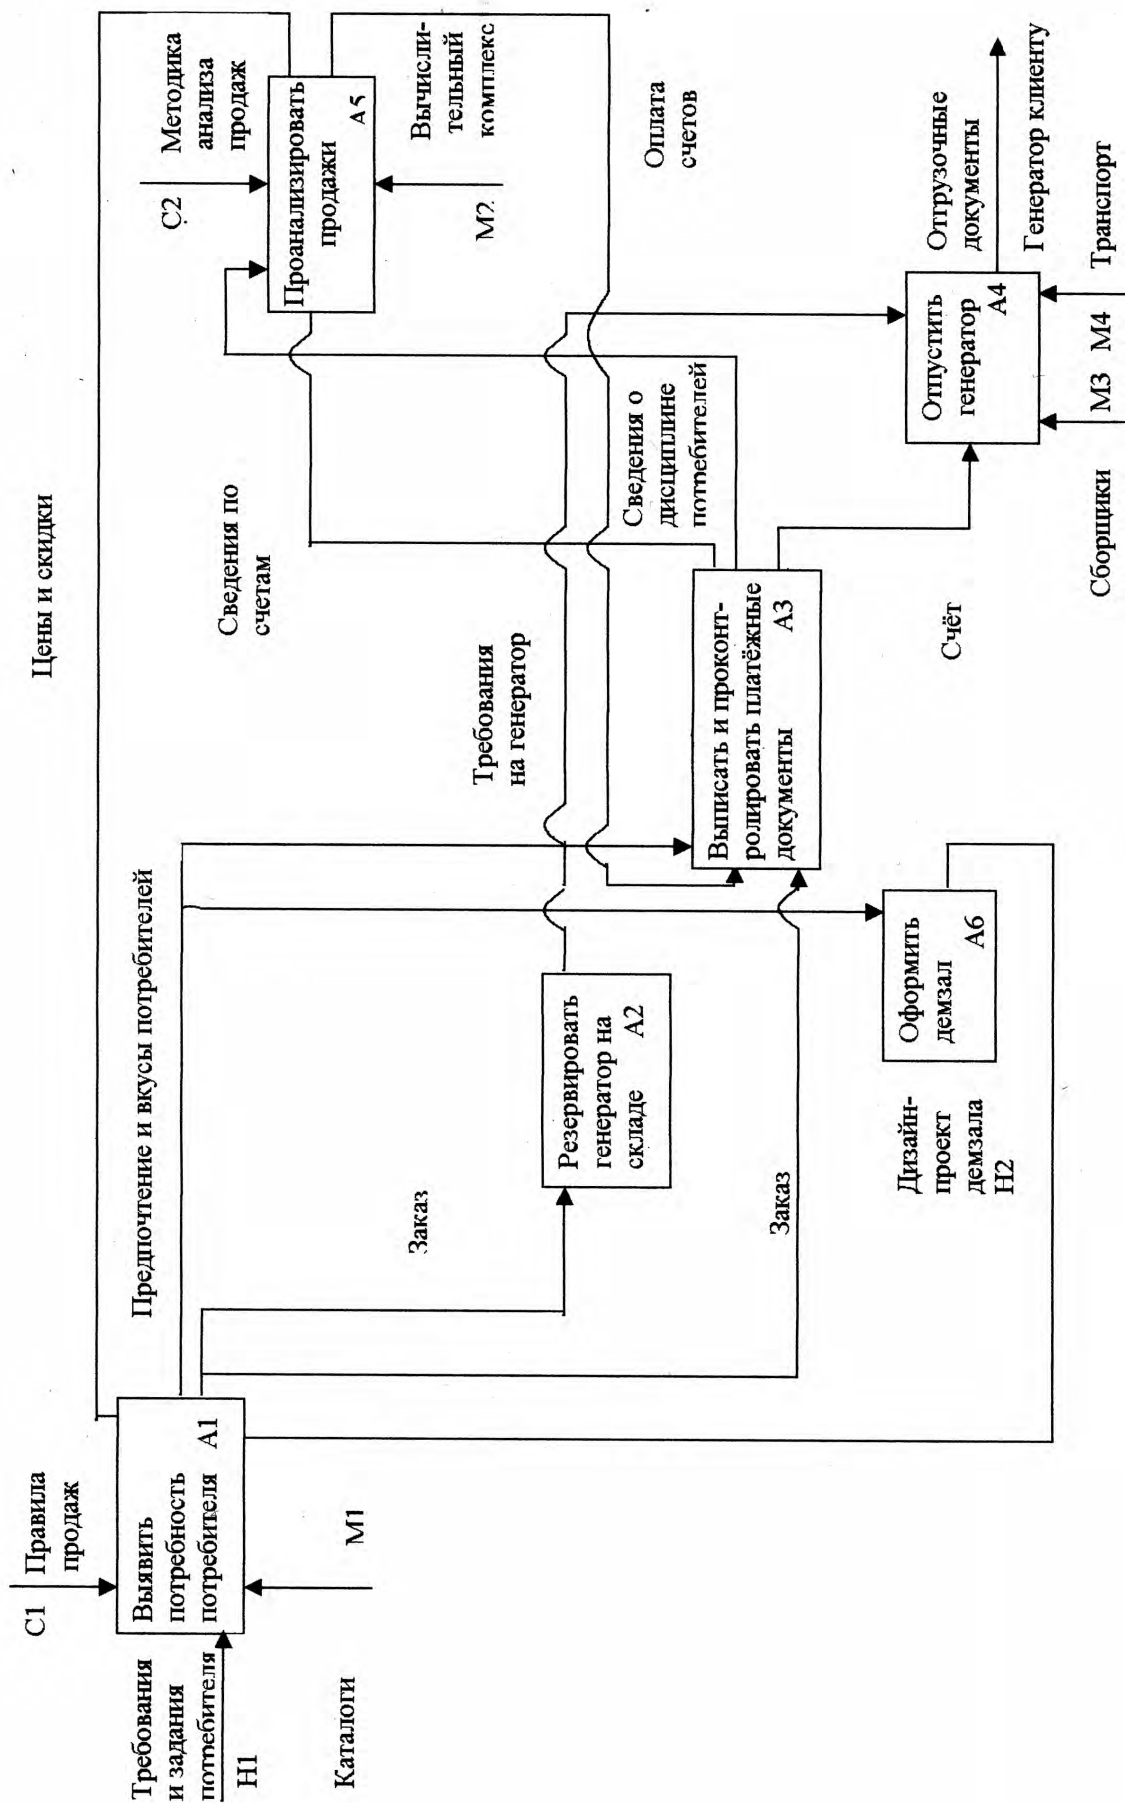 Цены и скидки
С1 Правила
продаж
Требования
и задания
потребителя
Н1
Выявить
потребность
потребителя А1
М1
Каталоги
Предпочтение и вкусы потребителей
Заказ
Заказ
Резервировать
генератор на
складе А2
Требования
на генератор
Сведения по
счетам
С2
Методика
анализа
продаж
Проанализировать
продажи
А5
М2
Вычисли-
тельный
комплекс
Оплата
счетов
Сведения о
дисциплине
потребителей
Выписать и проконт-
ролировать платёжные
документы А3
Оформить
демзал
А6
Дизайн-
проект
демзала
Н2
Счёт
Отпустить
генератор
А4
Отгрузочные
документы
Генератор клиенту
Сборщики М3 М4 Транспорт